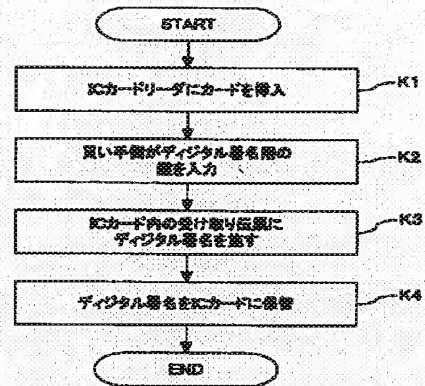 START
ICカードリーダにカードを挿入
K1
買い手側がディジタル署名用の
鍵を入力
K2
ICカード内の受け取り伝票に
ディジタル署名を施す
K3
ディジタル署名をICカードに保管
K4
END